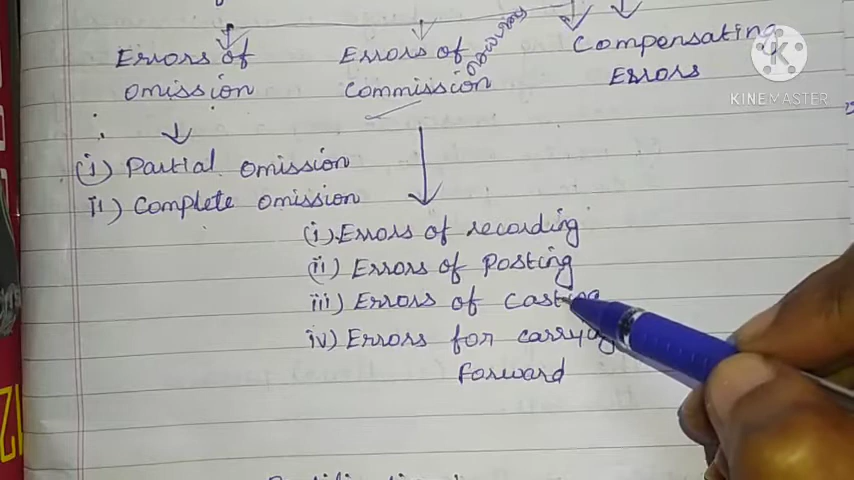 Errors of
omission
Errors of
Commission
Compensating
Errors
KINEMASTER
(i) Partial omission
ii) Complete omission
(i) Errors of recording
(ii) Errors of posting
iii) Errors of casting
iv) Errors for carrying
forward
12